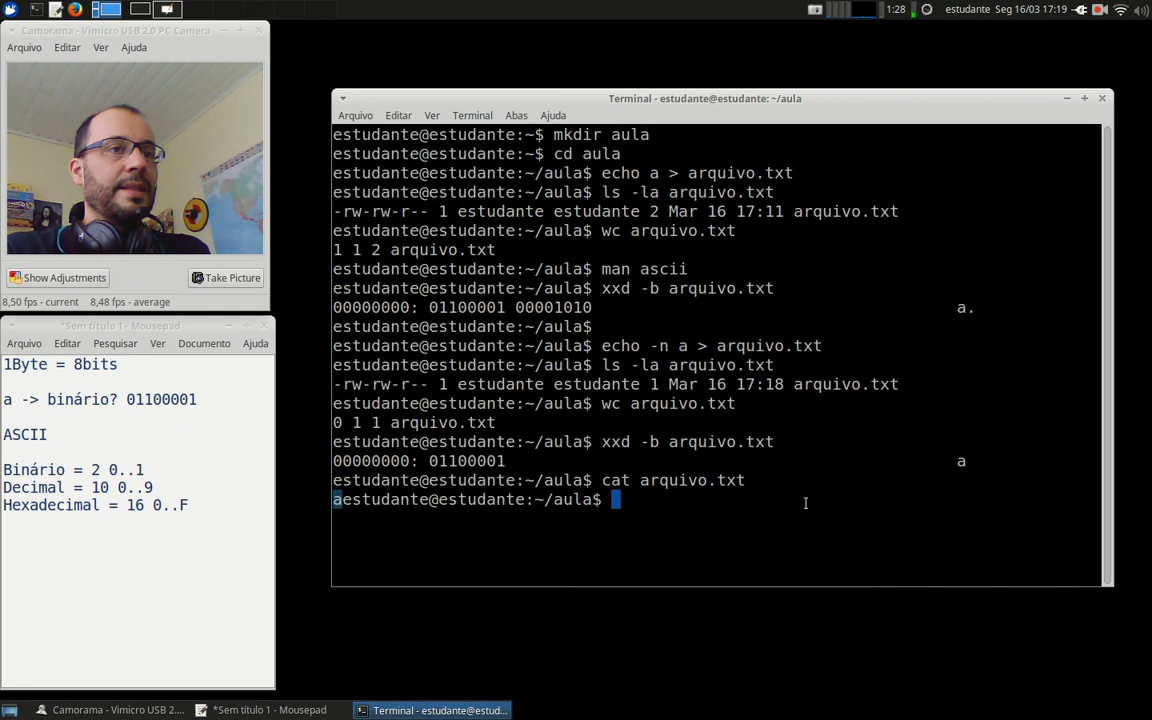 1:28 estudante Seg 16/03 17:19
Camorama - Vimicro USB 2.0 PC Camera
Arquivo Editar Ver Ajuda
Show Adjustments Take Picture
8,50 fps - current 8,48 fps - average
*Sem título 1 - Mousepad
Arquivo Editar Pesquisar Ver Documento Ajuda
1Byte = 8bits
a -> binário? 01100001
ASCII
Binário = 2 0..1
Decimal = 10 0..9
Hexadecimal = 16 0..F
Terminal - estudante@estudante: ~/aula
Arquivo Editar Ver Terminal Abas Ajuda
estudante@estudante:~$ mkdir aula
estudante@estudante:~$ cd aula
estudante@estudante:~/aula$ echo a > arquivo.txt
estudante@estudante:~/aula$ ls -la arquivo.txt
-rw-rw-r-- 1 estudante estudante 2 Mar 16 17:11 arquivo.txt
estudante@estudante:~/aula$ wc arquivo.txt
1 1 2 arquivo.txt
estudante@estudante:~/aula$ man ascii
estudante@estudante:~/aula$ xxd -b arquivo.txt
00000000: 01100001 00001010 a.
estudante@estudante:~/aula$
estudante@estudante:~/aula$ echo -n a > arquivo.txt
estudante@estudante:~/aula$ ls -la arquivo.txt
-rw-rw-r-- 1 estudante estudante 1 Mar 16 17:18 arquivo.txt
estudante@estudante:~/aula$ wc arquivo.txt
0 1 1 arquivo.txt
estudante@estudante:~/aula$ xxd -b arquivo.txt
00000000: 01100001 a
estudante@estudante:~/aula$ cat arquivo.txt
aestudante@estudante:~/aula$
Camorama - Vimicro USB 2.... *Sem título 1 - Mousepad Terminal - estudante@estud...